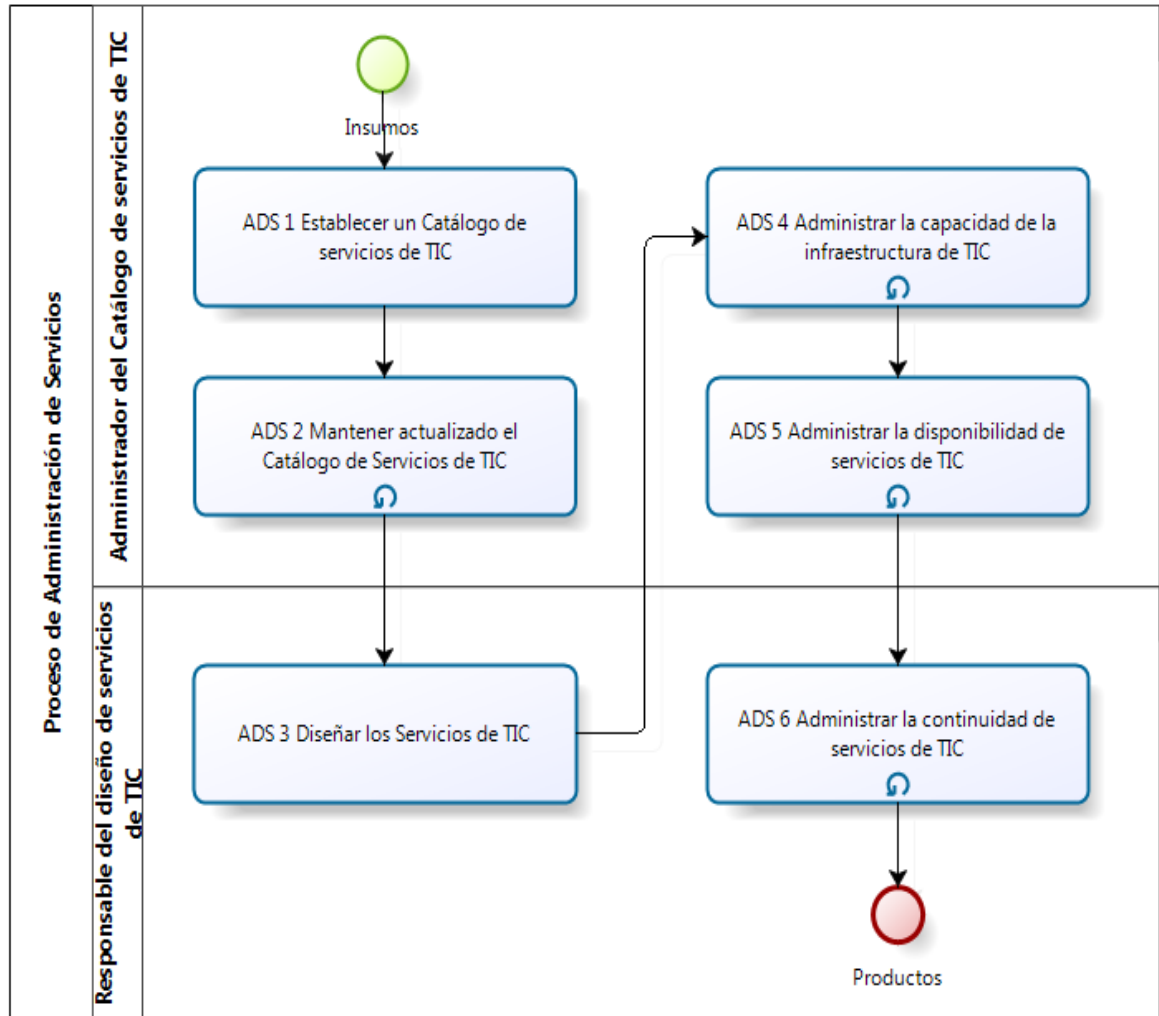 Proceso de Administración de Servicios
Administrador del Catálogo de servicios de TIC
Insumos
ADS 1 Establecer un Catálogo de
servicios de TIC
ADS 2 Mantener actualizado el
Catálogo de Servicios de TIC
ADS 4 Administrar la capacidad de la
infraestructura de TIC
ADS 5 Administrar la disponibilidad de
servicios de TIC
Responsable del diseño de servicios
de TIC
ADS 3 Diseñar los Servicios de TIC
ADS 6 Administrar la continuidad de
servicios de TIC
Productos